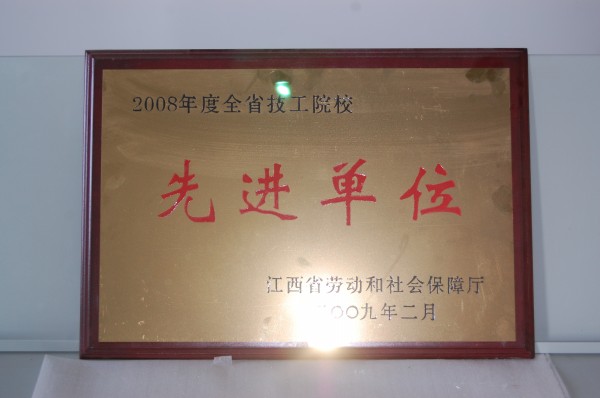 2008年度全省技工院校
先进单位
江西省劳动和社会保障厅
二〇〇九年二月